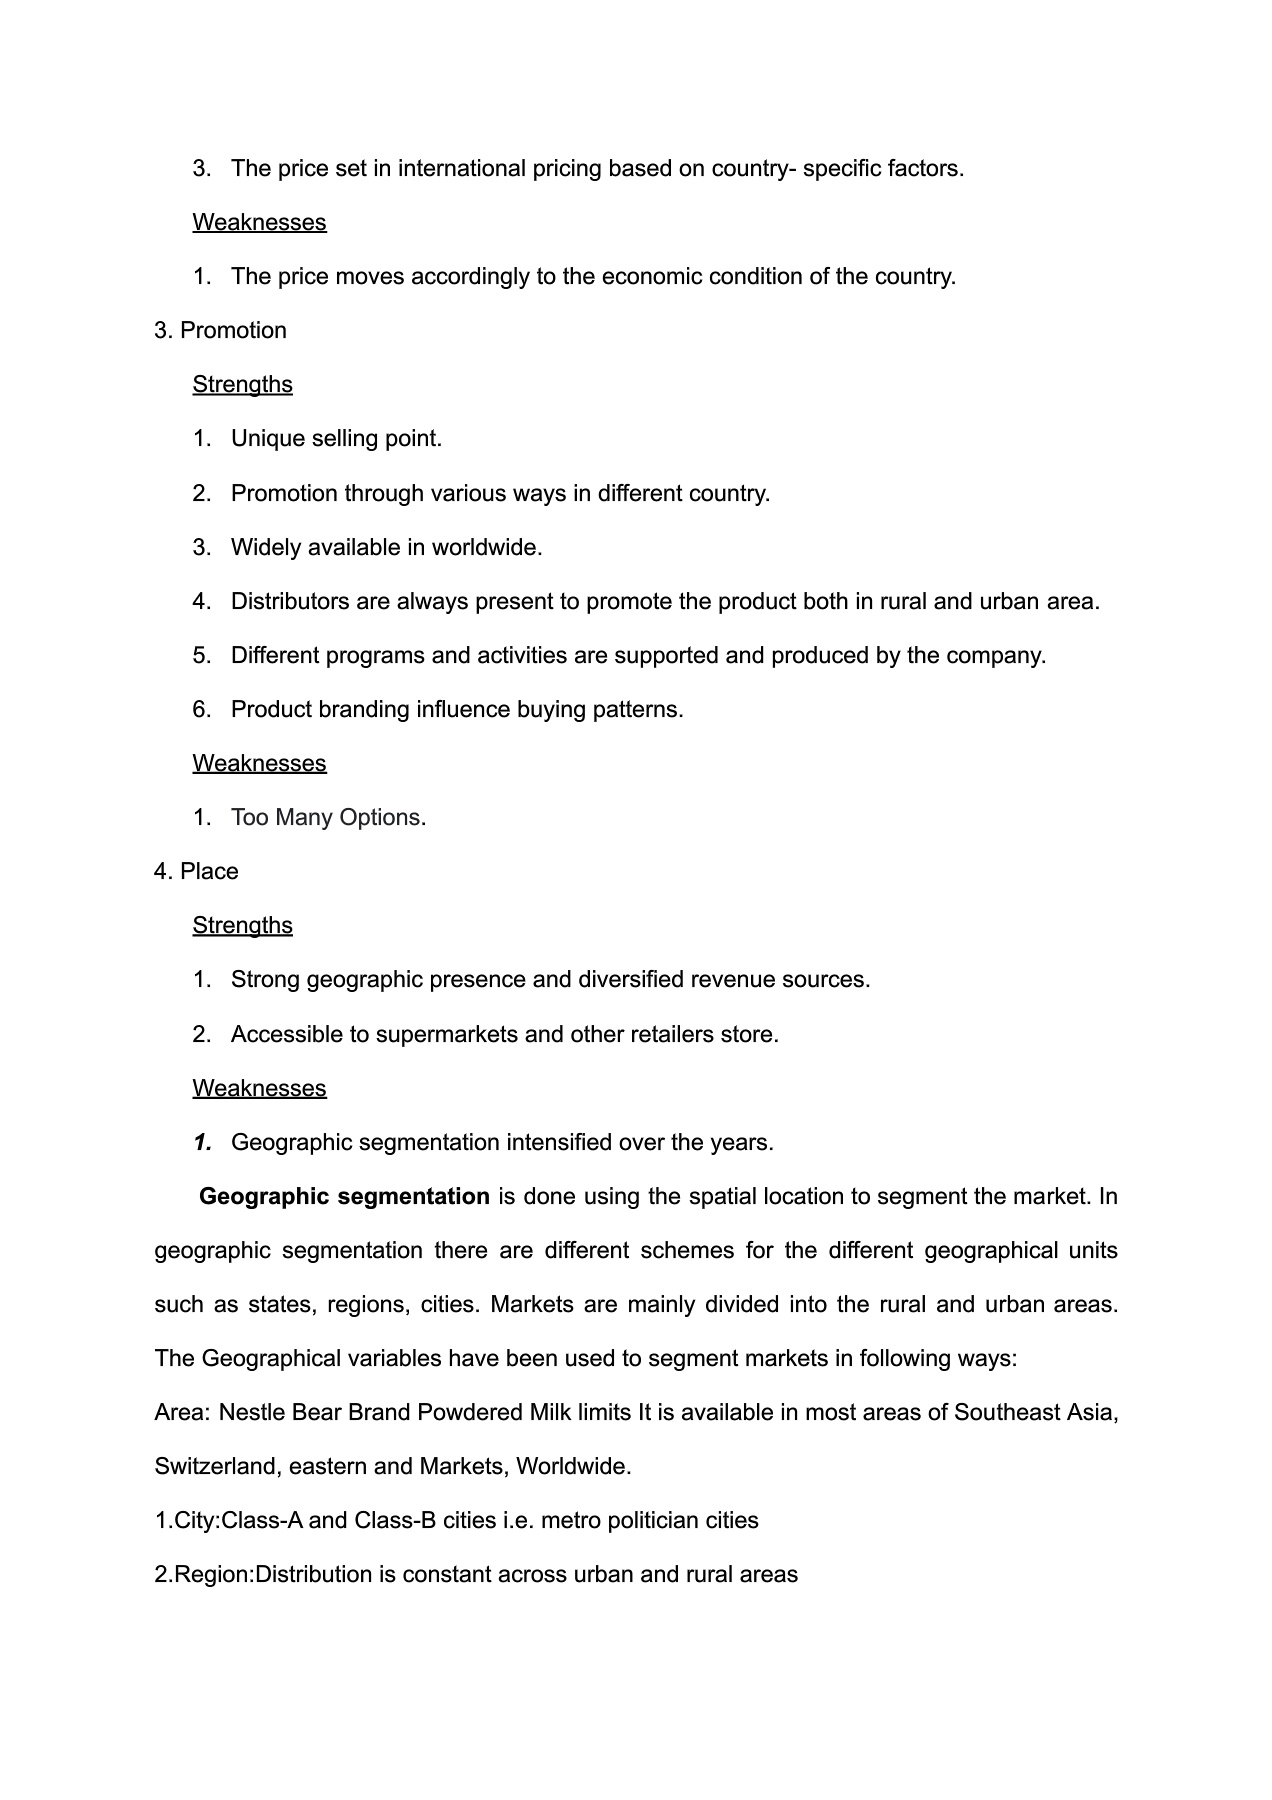 3. The price set in international pricing based on country- specific factors.
Weaknesses
1. The price moves accordingly to the economic condition of the country.
3. Promotion
Strengths
1. Unique selling point.
2. Promotion through various ways in different country.
3. Widely available in worldwide.
4. Distributors are always present to promote the product both in rural and urban area.
5. Different programs and activities are supported and produced by the company.
6. Product branding influence buying patterns.
Weaknesses
1. Too Many Options.
4. Place
Strengths
1. Strong geographic presence and diversified revenue sources.
2. Accessible to supermarkets and other retailers store.
Weaknesses
1. Geographic segmentation intensified over the years.
Geographic segmentation is done using the spatial location to segment the market. In
geographic segmentation there are different schemes for the different geographical units
such as states, regions, cities. Markets are mainly divided into the rural and urban areas.
The Geographical variables have been used to segment markets in following ways:
Area: Nestle Bear Brand Powdered Milk limits It is available in most areas of Southeast Asia,
Switzerland, eastern and Markets, Worldwide.
1.City:Class-A and Class-B cities i.e. metro politician cities
2.Region:Distribution is constant across urban and rural areas